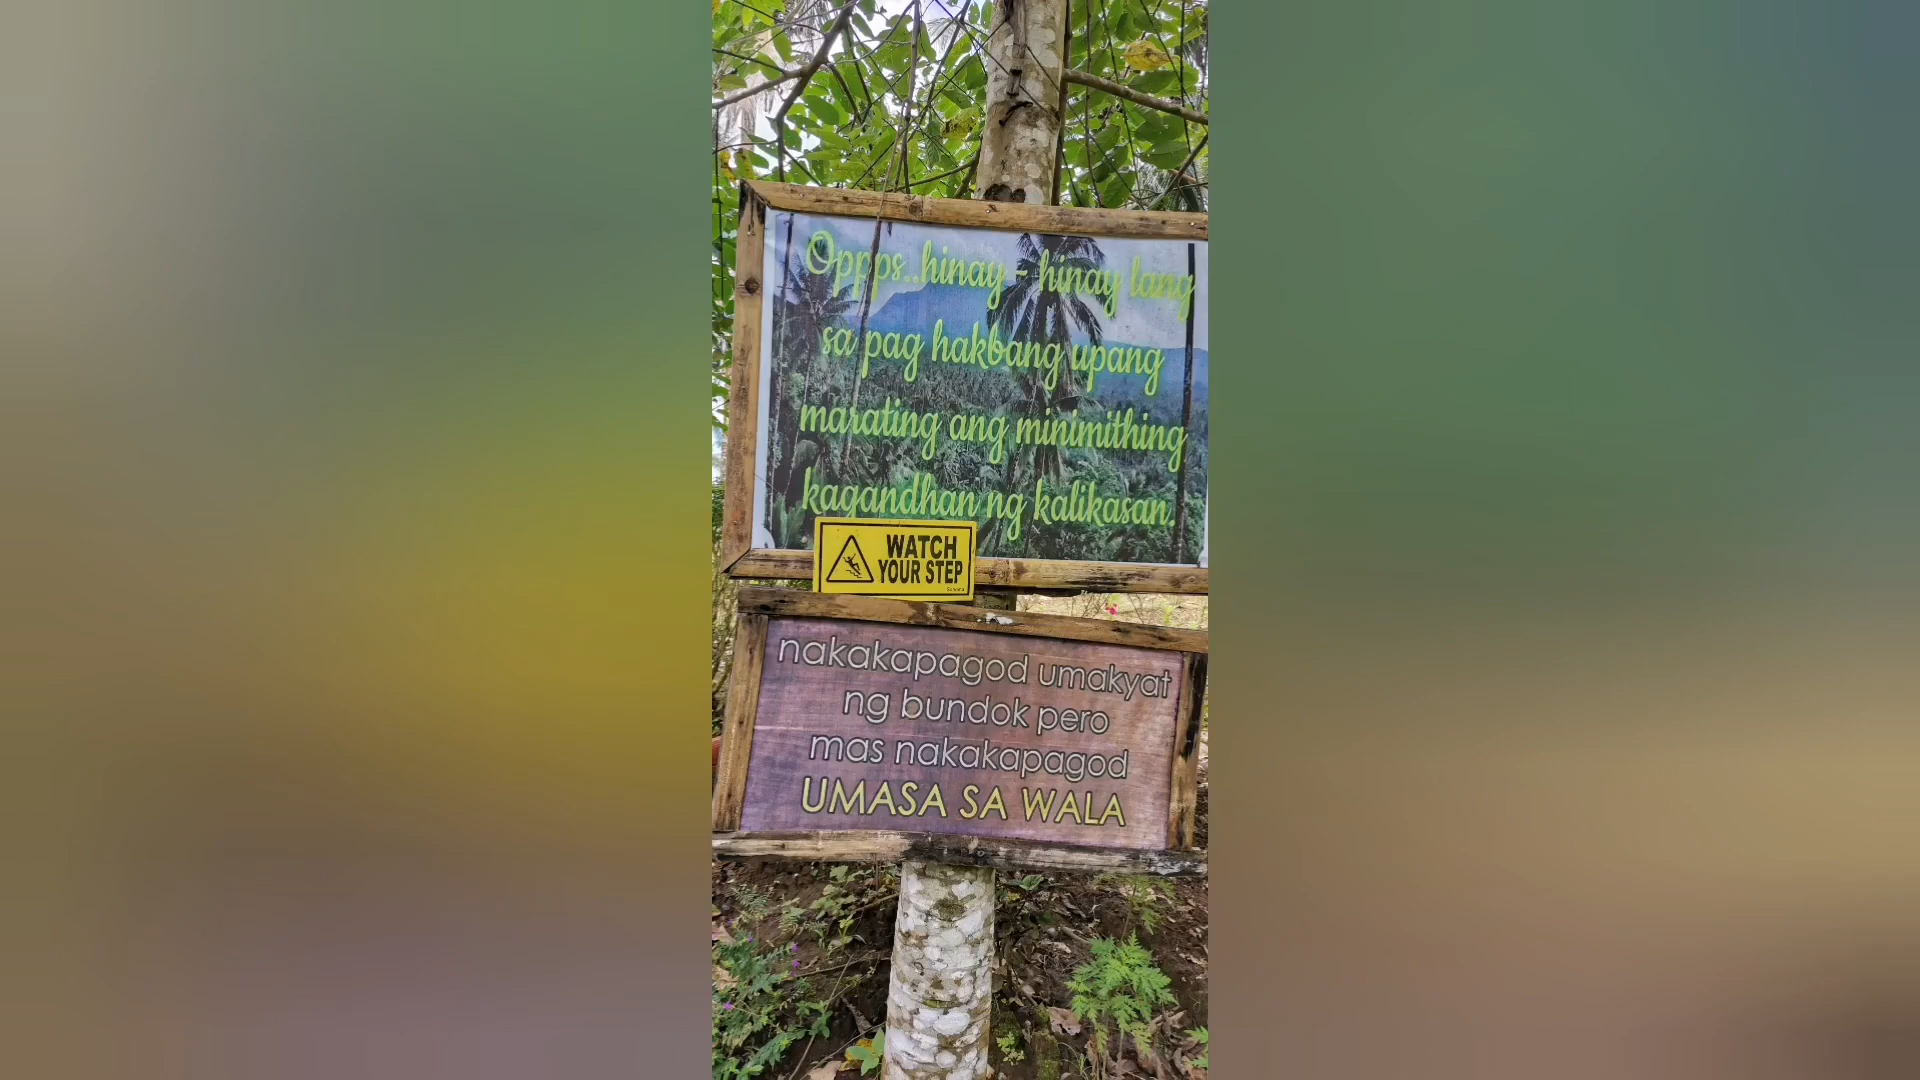 Oppps..hinay - hinay lang
sa pag hakbang upang
marating ang minimithing
kagandhan ng kalikasan.
WATCH
YOUR STEP
nakakapagod umakyat
ng bundok pero
mas nakakapagod
UMASA SA WALA